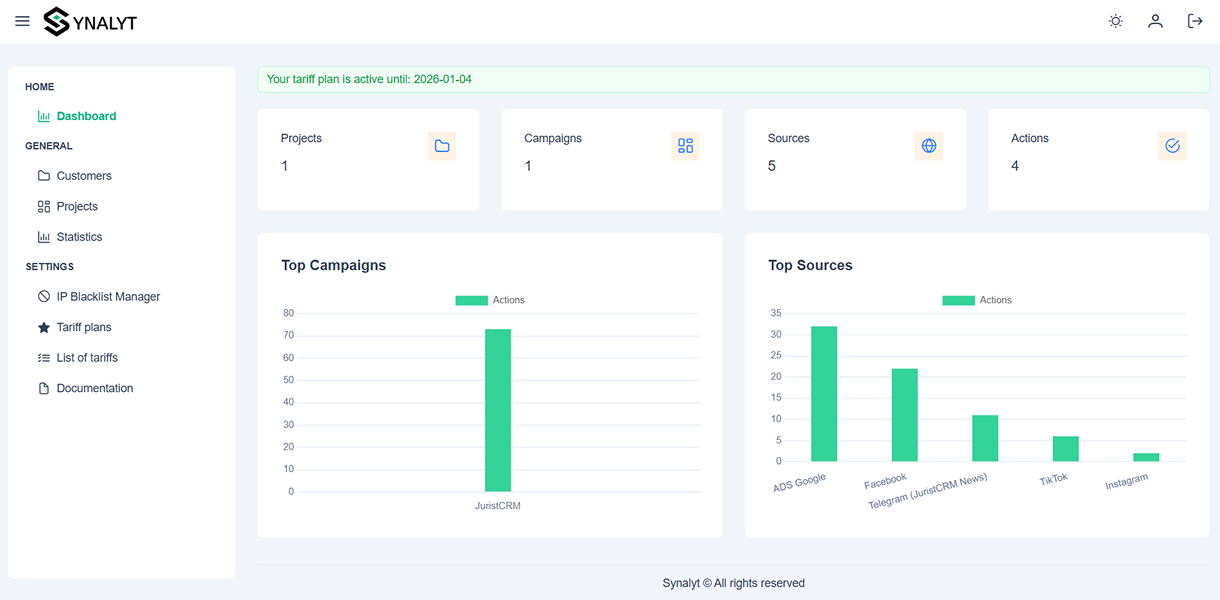 SYNALYT
HOME
Dashboard
GENERAL
Customers
Projects
Statistics
SETTINGS
IP Blacklist Manager
Tariff plans
List of tariffs
Documentation
Your tariff plan is active until: 2026-01-04
Projects
1
Campaigns
1
Sources
5
Actions
4
Top Campaigns
Actions
80
70
60
50
40
30
20
10
0
JuristCRM
Top Sources
Actions
35
30
25
20
15
10
5
0
ADS Google
Facebook
Telegram (JuristCRM News)
TikTok
Instagram
Synalyt © All rights reserved